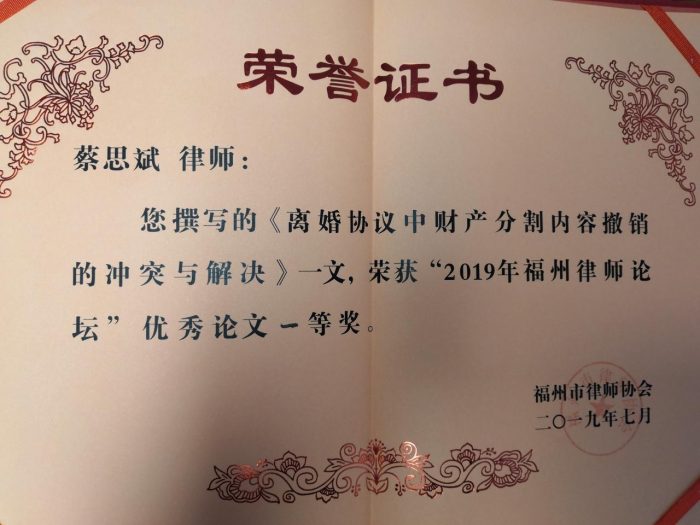 荣誉证书
蔡思斌 律师：
您撰写的《离婚协议中财产分割内容撤销
的冲突与解决》一文，荣获“2019年福州律师论
坛”优秀论文一等奖。
福州市律师协会
二〇一九年七月